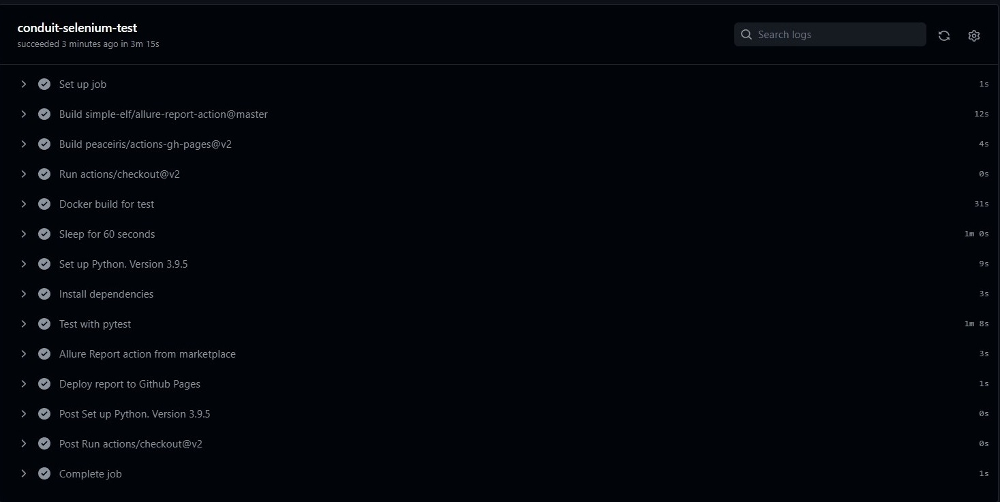 conduit-selenium-test
succeeded 3 minutes ago in 3m 15s
Search logs
Set up job 1s
Build simple-elf/allure-report-action@master 12s
Build peaceiris/actions-gh-pages@v2 4s
Run actions/checkout@v2 0s
Docker build for test 31s
Sleep for 60 seconds 1m 0s
Set up Python. Version 3.9.5 9s
Install dependencies 3s
Test with pytest 1m 8s
Allure Report action from marketplace 3s
Deploy report to Github Pages 1s
Post Set up Python. Version 3.9.5 0s
Post Run actions/checkout@v2 0s
Complete job 1s